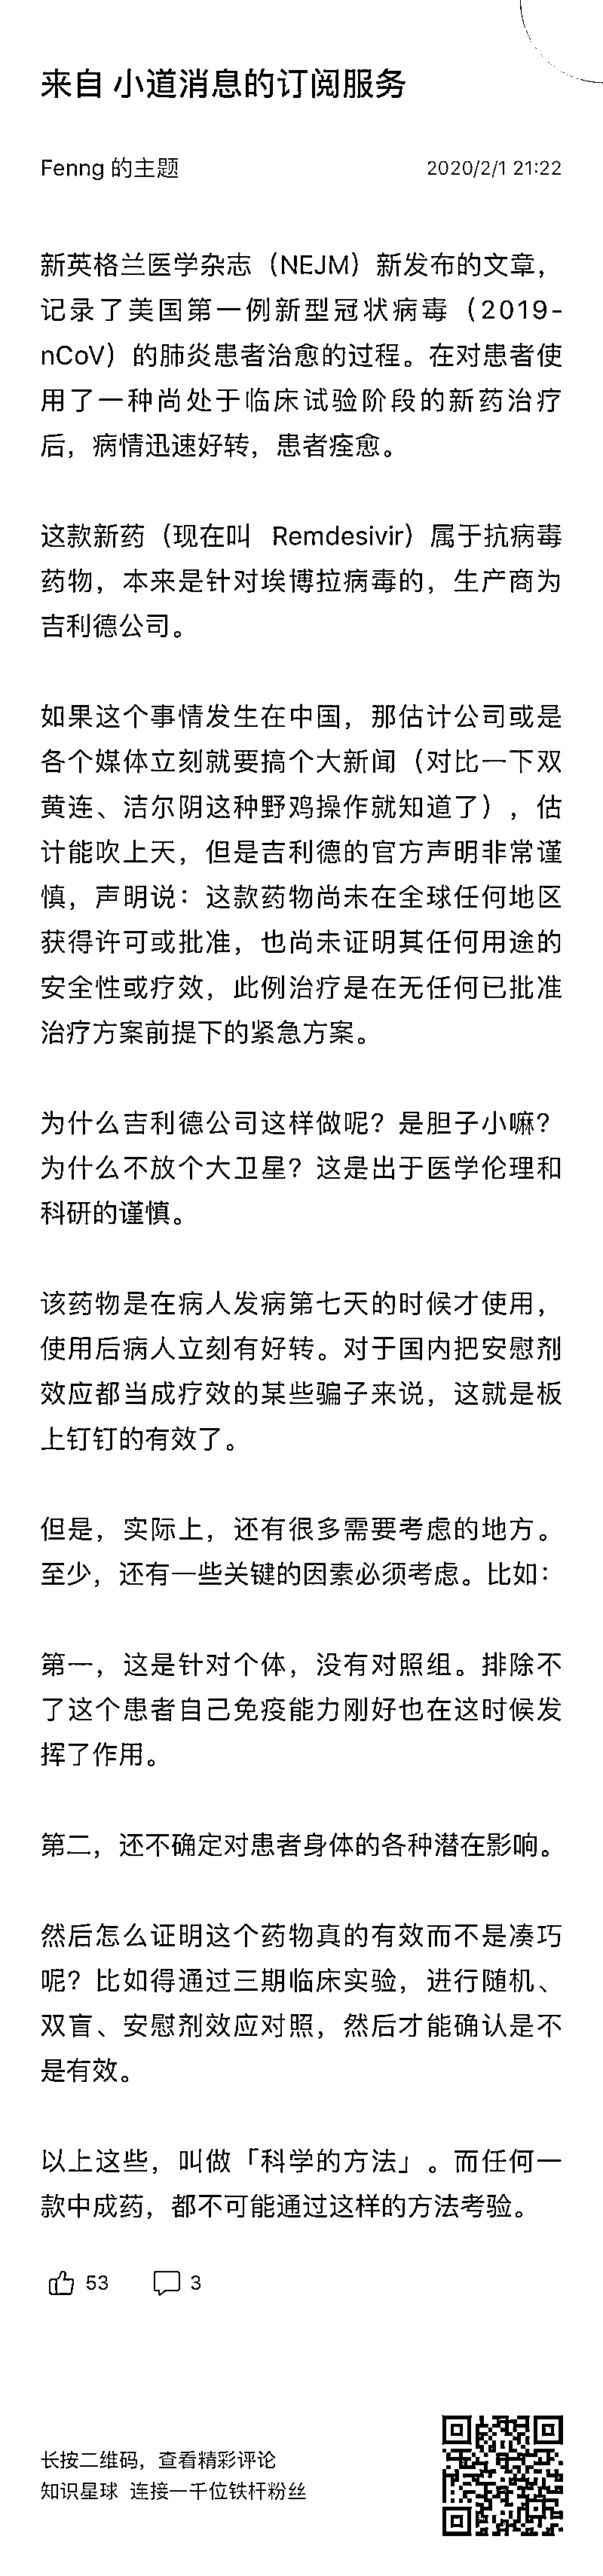 来自 小道消息的订阅服务
Fenng 的主题
2020/2/1 21:22
新英格兰医学杂志（NEJM）新发布的文章，
记录了美国第一例新型冠状病毒（2019-
nCoV）的肺炎患者治愈的过程。在对患者使
用了一种尚处于临床试验阶段的新药治疗
后，病情迅速好转，患者痊愈。
这款新药（现在叫 Remdesivir）属于抗病毒
药物，本来是针对埃博拉病毒的，生产商为
吉利德公司。
如果这个事情发生在中国，那估计公司或是
各个媒体立刻就要搞个大新闻（对比一下双
黄连、洁尔阴这种野鸡操作就知道了），估
计能吹上天，但是吉利德的官方声明非常谨
慎，声明说：这款药物尚未在全球任何地区
获得许可或批准，也尚未证明其任何用途的
安全性或疗效，此例治疗是在无任何已批准
治疗方案前提下的紧急方案。
为什么吉利德公司这样做呢？是胆子小嘛？
为什么不放个大卫星？这是出于医学伦理和
科研的谨慎。
该药物是在病人发病第七天的时候才使用，
使用后病人立刻有好转。对于国内把安慰剂
效应都当成疗效的某些骗子来说，这就是板
上钉钉的有效了。
但是，实际上，还有很多需要考虑的地方。
至少，还有一些关键的因素必须考虑。比如：
第一，这是针对个体，没有对照组。排除不
了这个患者自己免疫能力刚好也在这时候发
挥了作用。
第二，还不确定对患者身体的各种潜在影响。
然后怎么证明这个药物真的有效而不是凑巧
呢？比如得通过三期临床实验，进行随机、
双盲、安慰剂效应对照，然后才能确认是不
是有效。
以上这些，叫做「科学的方法」。而任何一
款中成药，都不可能通过这样的方法考验。
53
3
长按二维码，查看精彩评论
知识星球 连接一千位铁杆粉丝